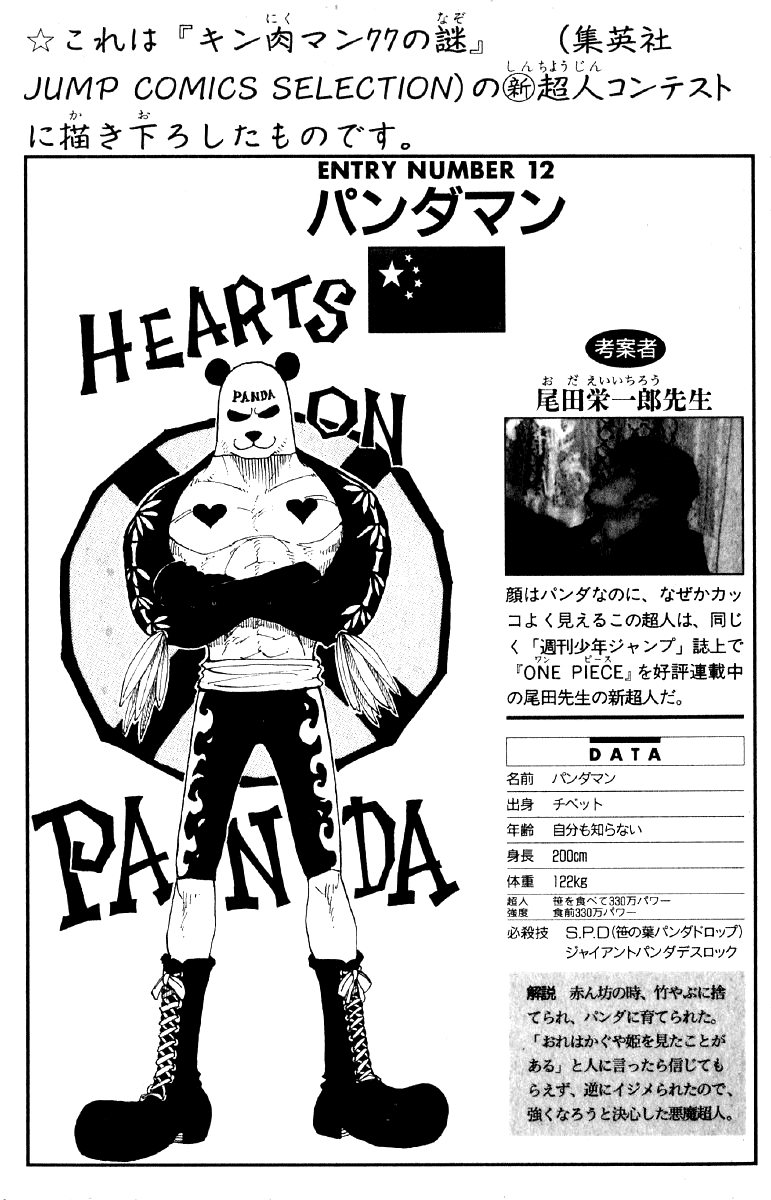 ☆これは『キン肉マン77の謎』　（集英社
JUMP COMICS SELECTION)の㊟超人コンテスト
に描き下ろしたものです。
ENTRY NUMBER 12
パンダマン
HEARTS
ON
PANDA
PANDA
考案者
尾田栄一郎先生
顔はパンダなのに、なぜかカッ
コよく見えるこの超人は、同じ
く「週刊少年ジャンプ」誌上で
『ONE PIECE』を好評連載中
の尾田先生の新超人だ。
DATA
名前　パンダマン
出身　チベット
年齢　自分も知らない
身長　200cm
体重　122kg
超人強度　笹を食べて330万パワー
食前330万パワー
必殺技　S.P.D(笹の葉パンダドロップ)
ジャイアントパンダデスロック
解説　赤ん坊の時、竹やぶに捨
てられ、パンダに育てられた。
「おれはかぐや姫を見たことが
ある」と人に言ったら信じても
らえず、逆にイジメられたので、
強くなろうと決心した悪魔超人。